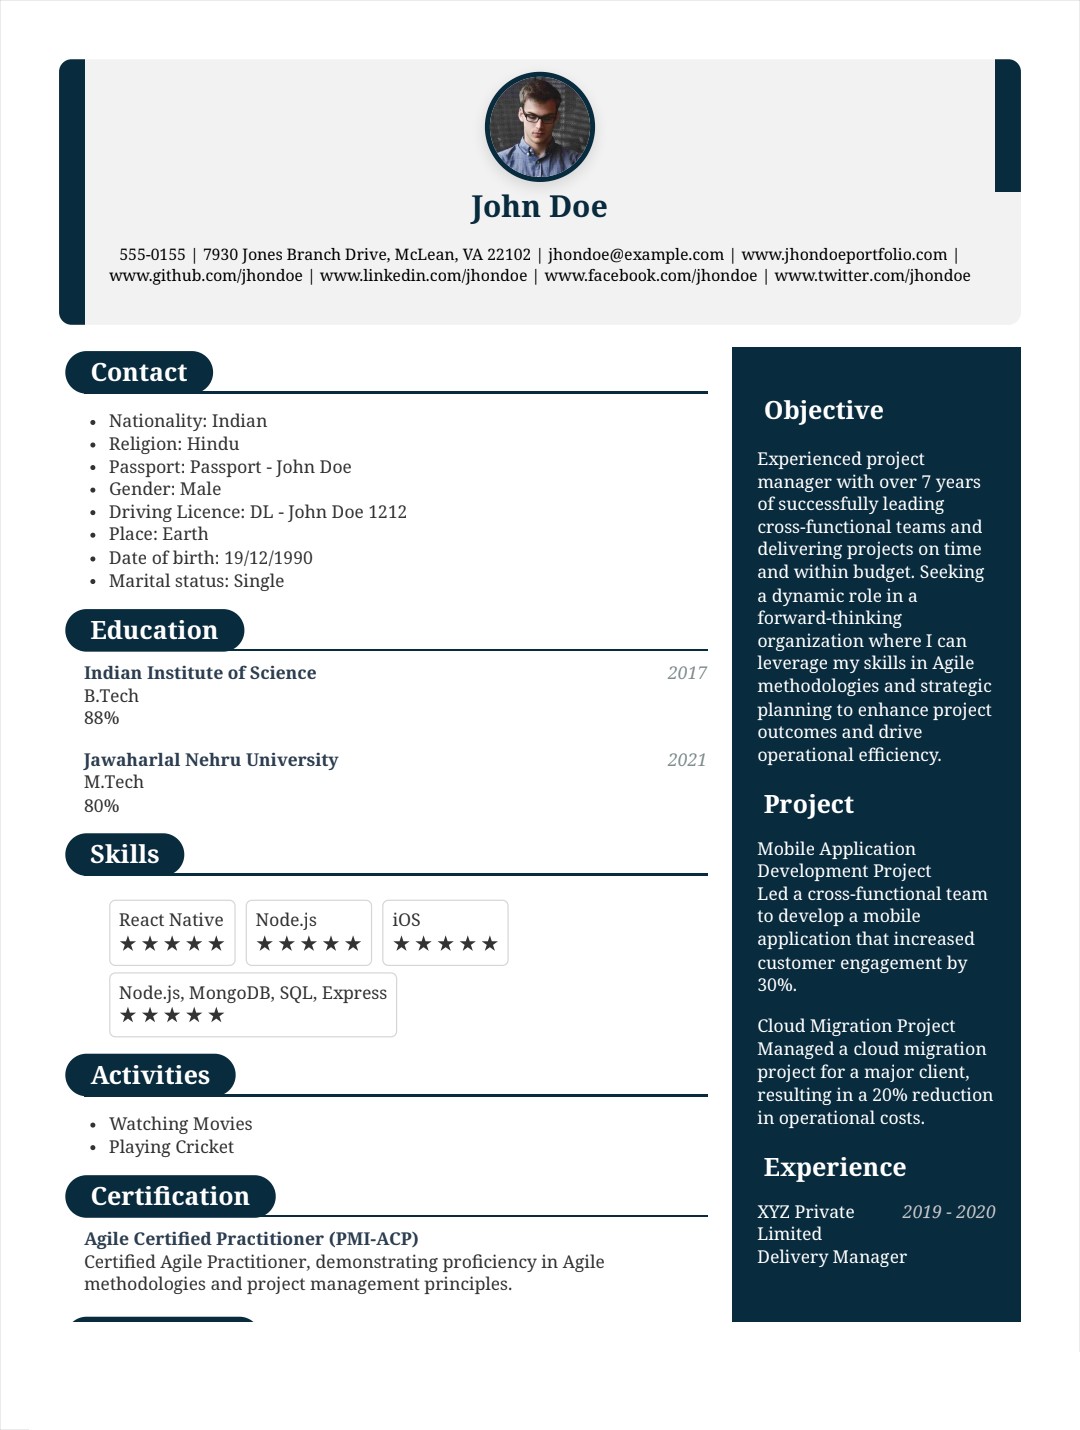 John Doe
555-0155 | 7930 Jones Branch Drive, McLean, VA 22102 | jhondoe@example.com | www.jhondoeportfolio.com |
www.github.com/jhondoe | www.linkedin.com/jhondoe | www.facebook.com/jhondoe | www.twitter.com/jhondoe
Contact
• Nationality: Indian
• Religion: Hindu
• Passport: Passport - John Doe
• Gender: Male
• Driving Licence: DL - John Doe 1212
• Place: Earth
• Date of birth: 19/12/1990
• Marital status: Single
Education
Indian Institute of Science 2017
B.Tech
88%
Jawaharlal Nehru University 2021
M.Tech
80%
Skills
React Native Node.js iOS
★★★★★ ★★★★★ ★★★★★
Node.js, MongoDB, SQL, Express
★★★★★
Activities
• Watching Movies
• Playing Cricket
Certification
Agile Certified Practitioner (PMI-ACP)
Certified Agile Practitioner, demonstrating proficiency in Agile
methodologies and project management principles.
Objective
Experienced project
manager with over 7 years
of successfully leading
cross-functional teams and
delivering projects on time
and within budget. Seeking
a dynamic role in a
forward-thinking
organization where I can
leverage my skills in Agile
methodologies and strategic
planning to enhance project
outcomes and drive
operational efficiency.
Project
Mobile Application
Development Project
Led a cross-functional team
to develop a mobile
application that increased
customer engagement by
30%.
Cloud Migration Project
Managed a cloud migration
project for a major client,
resulting in a 20% reduction
in operational costs.
Experience
XYZ Private 2019 - 2020
Limited
Delivery Manager